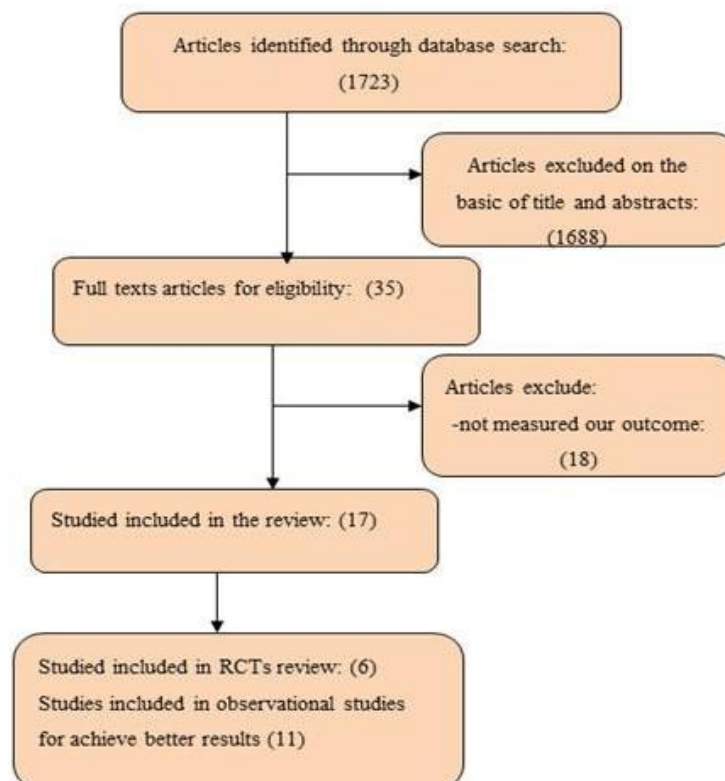 Articles identified through database search:
(1723)
Articles excluded on the
basic of title and abstracts:
(1688)
Full texts articles for eligibility: (35)
Articles exclude:
-not measured our outcome:
(18)
Studied included in the review: (17)
Studied included in RCTs review: (6)
Studies included in observational studies
for achieve better results (11)